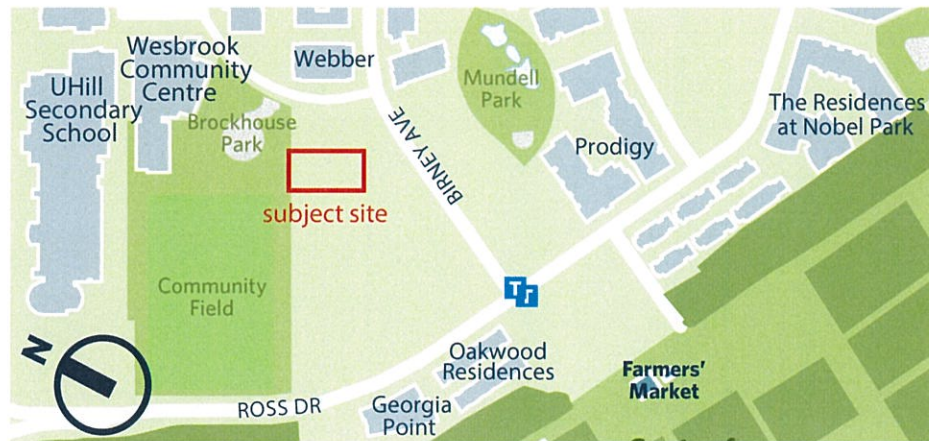 Wesbrook
Community
Centre
UHill
Secondary
School
Webber
Brockhouse
Park
Mundell
Park
BIRNEY AVE
Prodigy
The Residences
at Nobel Park
subject site
Community
Field
N
Oakwood
Residences
Farmers'
Market
ROSS DR
Georgia
Point